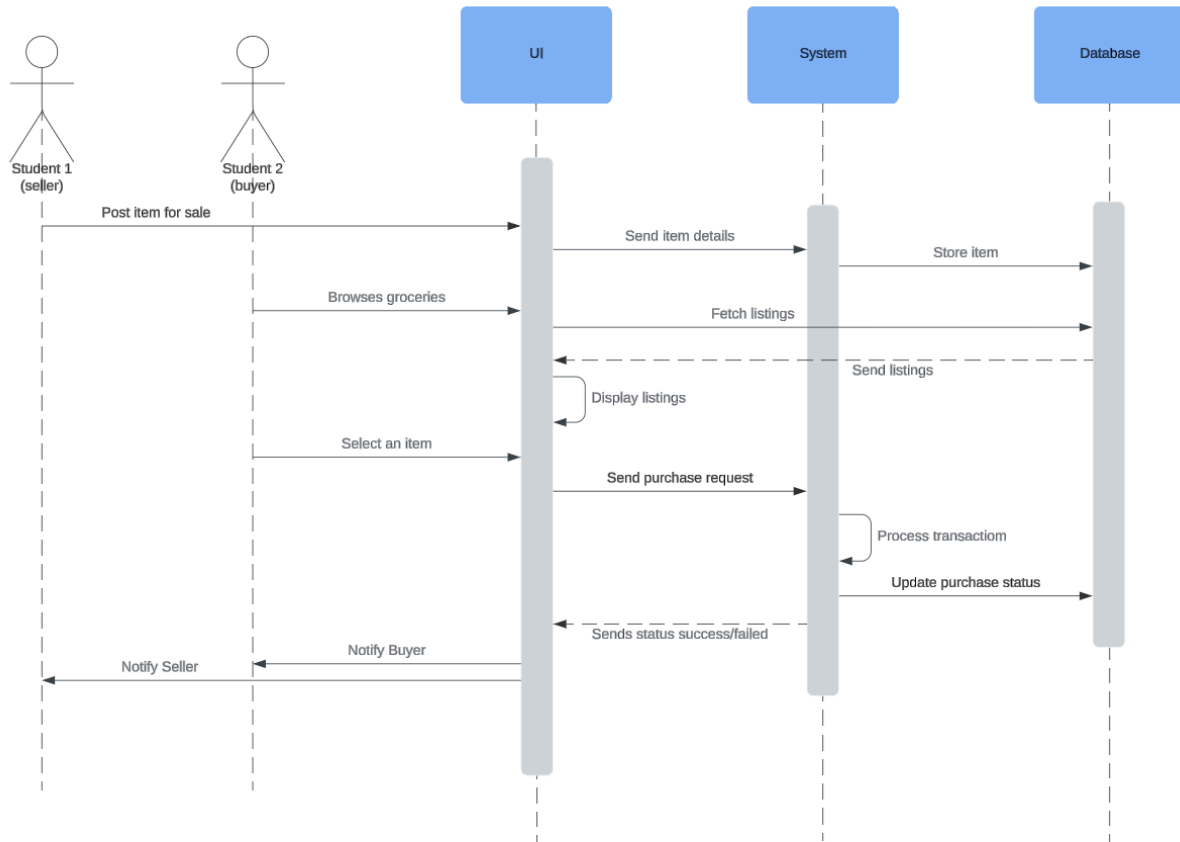 UI
System
Database
Student 1
(seller)
Student 2
(buyer)
Post item for sale
Send item details
Store item
Browses groceries
Fetch listings
Send listings
Display listings
Select an item
Send purchase request
Process transactiom
Update purchase status
Sends status success/failed
Notify Buyer
Notify Seller